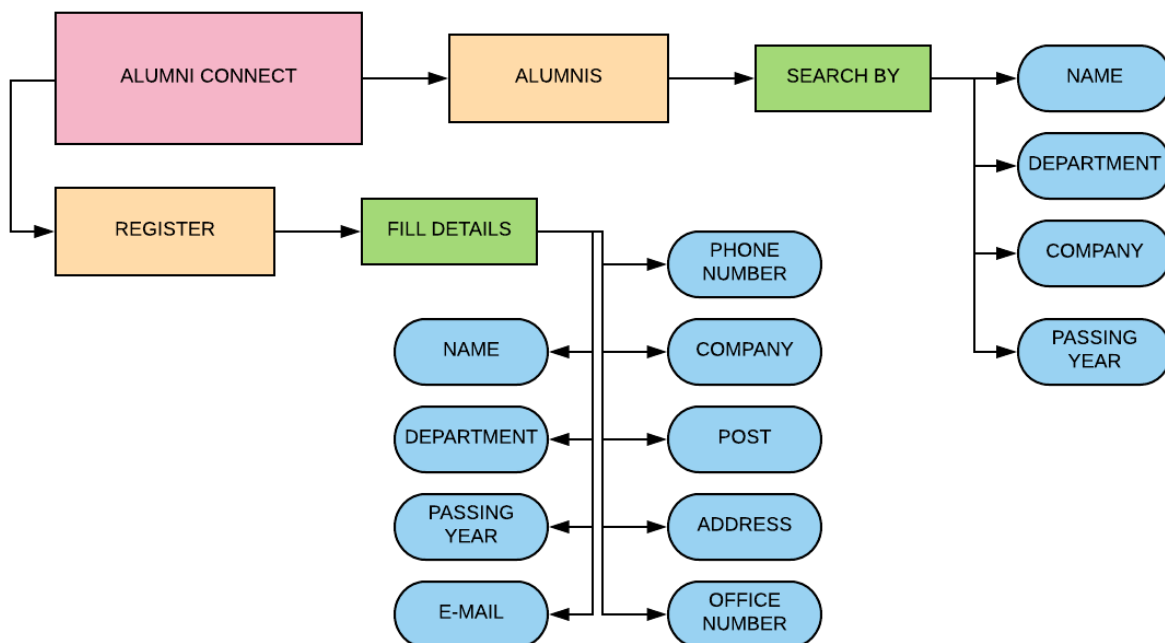 ALUMNI CONNECT
ALUMNIS
SEARCH BY
NAME
DEPARTMENT
COMPANY
PASSING
YEAR
REGISTER
FILL DETAILS
PHONE
NUMBER
NAME
COMPANY
DEPARTMENT
POST
PASSING
YEAR
ADDRESS
E-MAIL
OFFICE
NUMBER